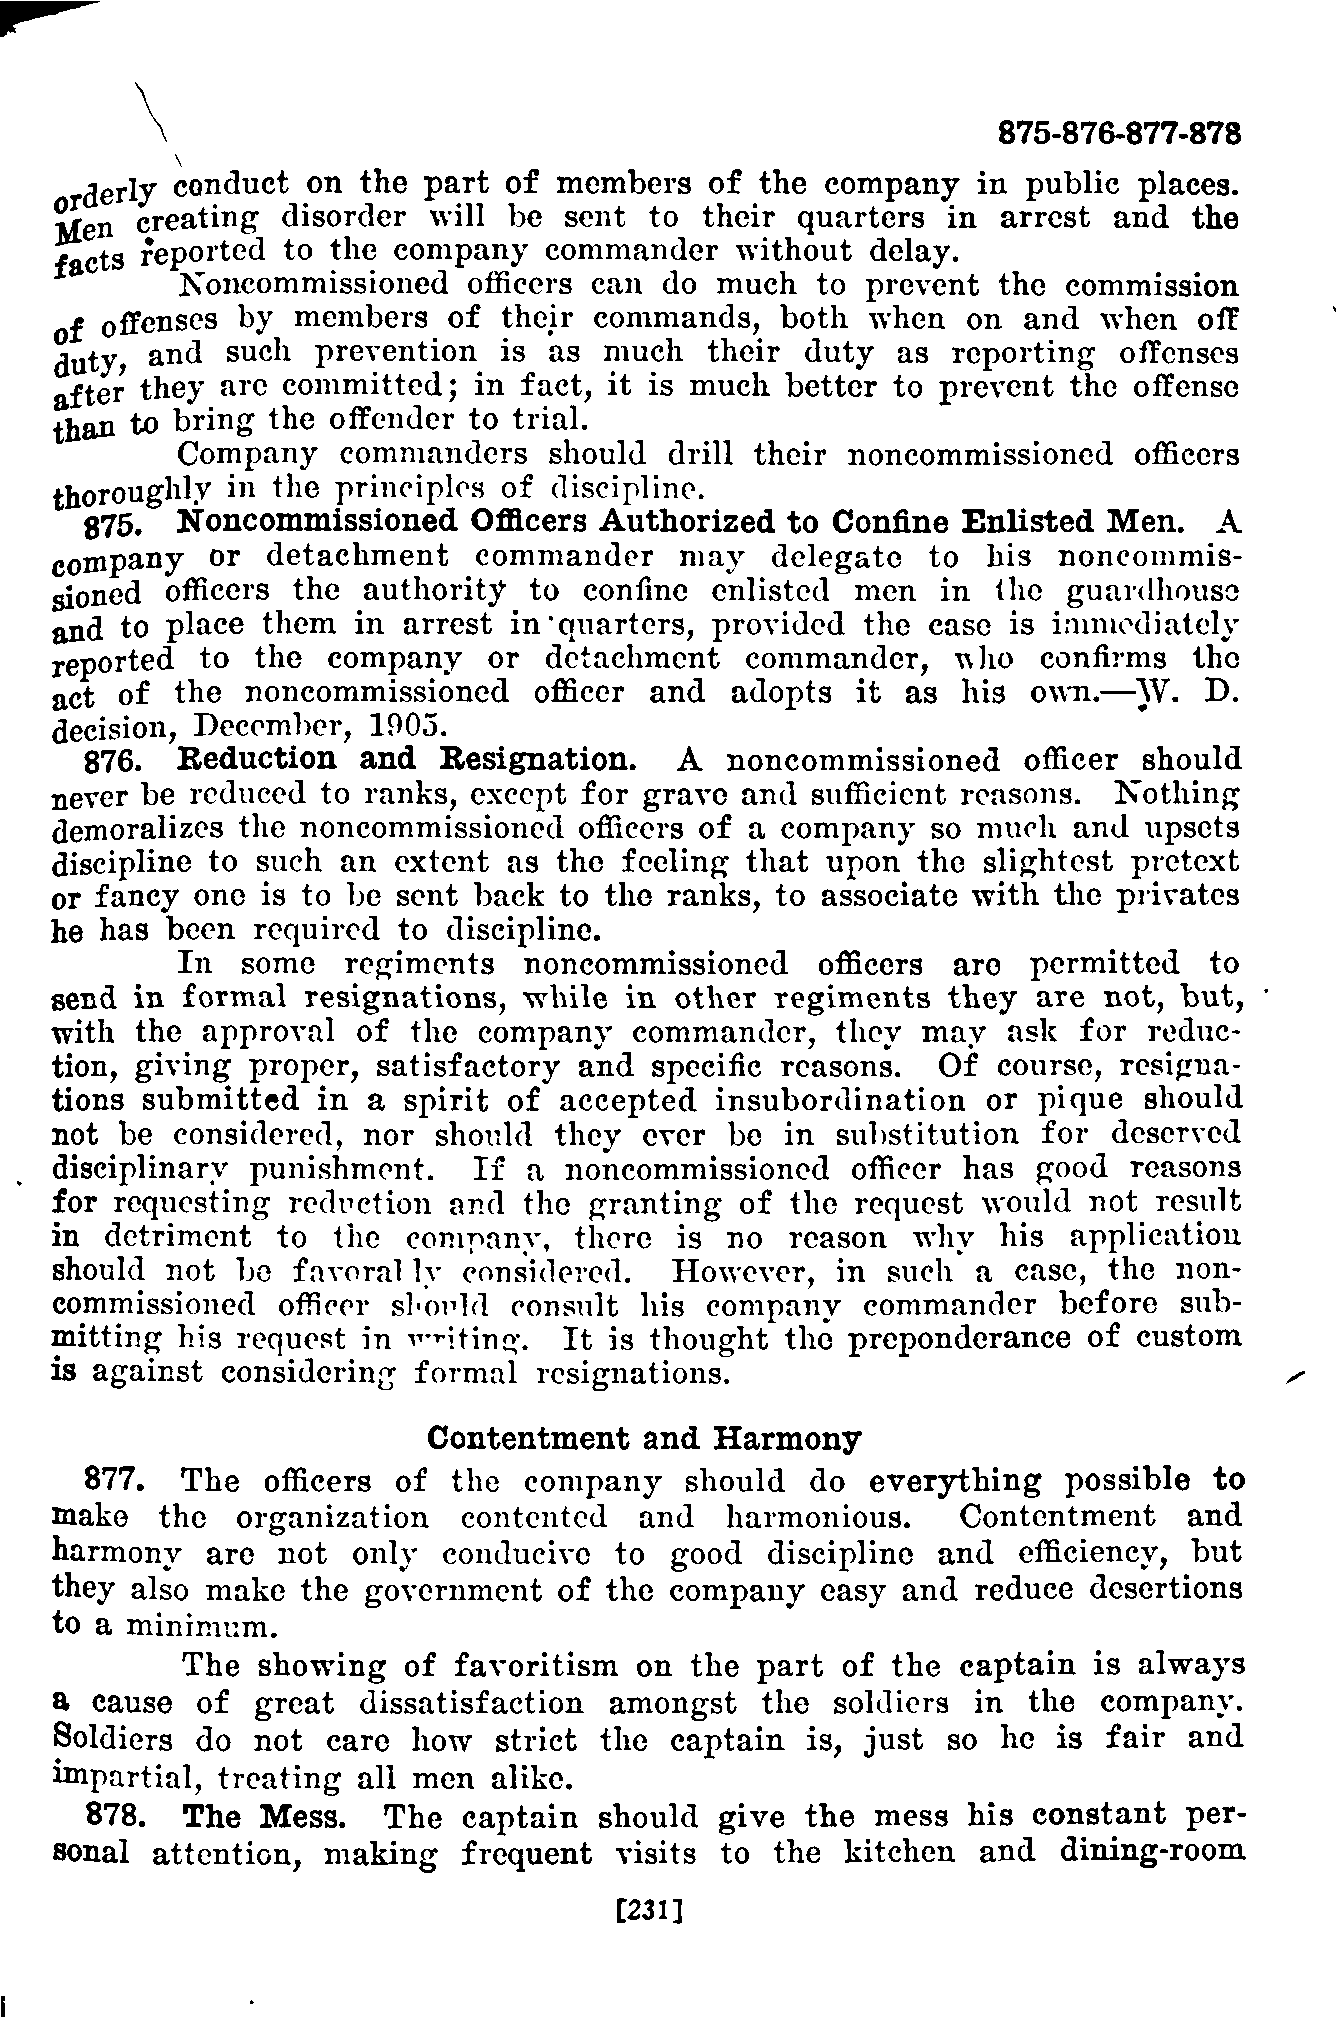 875-876-877-878
orderly conduct on the part of members of the company in public places.
Men creating disorder will be sent to their quarters in arrest and the
facts reported to the company commander without delay.
Noncommissioned officers can do much to prevent the commission
of offenses by members of their commands, both when on and when off
duty, and such prevention is as much their duty as reporting offenses
after they are committed; in fact, it is much better to prevent the offense
than to bring the offender to trial.
Company commanders should drill their noncommissioned officers
thoroughly in the principles of discipline.
875. Noncommissioned Officers Authorized to Confine Enlisted Men. A
company or detachment commander may delegate to his noncommis-
sioned officers the authority to confine enlisted men in the guardhouse
and to place them in arrest in quarters, provided the case is immediately
reported to the company or detachment commander, who confirms the
act of the noncommissioned officer and adopts it as his own.—W. D.
decision, December, 1905.
876. Reduction and Resignation. A noncommissioned officer should
never be reduced to ranks, except for grave and sufficient reasons. Nothing
demoralizes the noncommissioned officers of a company so much and upsets
discipline to such an extent as the feeling that upon the slightest pretext
or fancy one is to be sent back to the ranks, to associate with the privates
he has been required to discipline.
In some regiments noncommissioned officers are permitted to
send in formal resignations, while in other regiments they are not, but,
with the approval of the company commander, they may ask for reduc-
tion, giving proper, satisfactory and specific reasons. Of course, resigna-
tions submitted in a spirit of accepted insubordination or pique should
not be considered, nor should they ever be in substitution for deserved
disciplinary punishment. If a noncommissioned officer has good reasons
for requesting reduction and the granting of the request would not result
in detriment to the company, there is no reason why his application
should not be favorally considered. However, in such a case, the non-
commissioned officer should consult his company commander before sub-
mitting his request in writing. It is thought the preponderance of custom
is against considering formal resignations.
Contentment and Harmony
877. The officers of the company should do everything possible to
make the organization contented and harmonious. Contentment and
harmony are not only conducive to good discipline and efficiency, but
they also make the government of the company easy and reduce desertions
to a minimum.
The showing of favoritism on the part of the captain is always
a cause of great dissatisfaction amongst the soldiers in the company.
Soldiers do not care how strict the captain is, just so he is fair and
impartial, treating all men alike.
878. The Mess. The captain should give the mess his constant per-
sonal attention, making frequent visits to the kitchen and dining-room
[231]